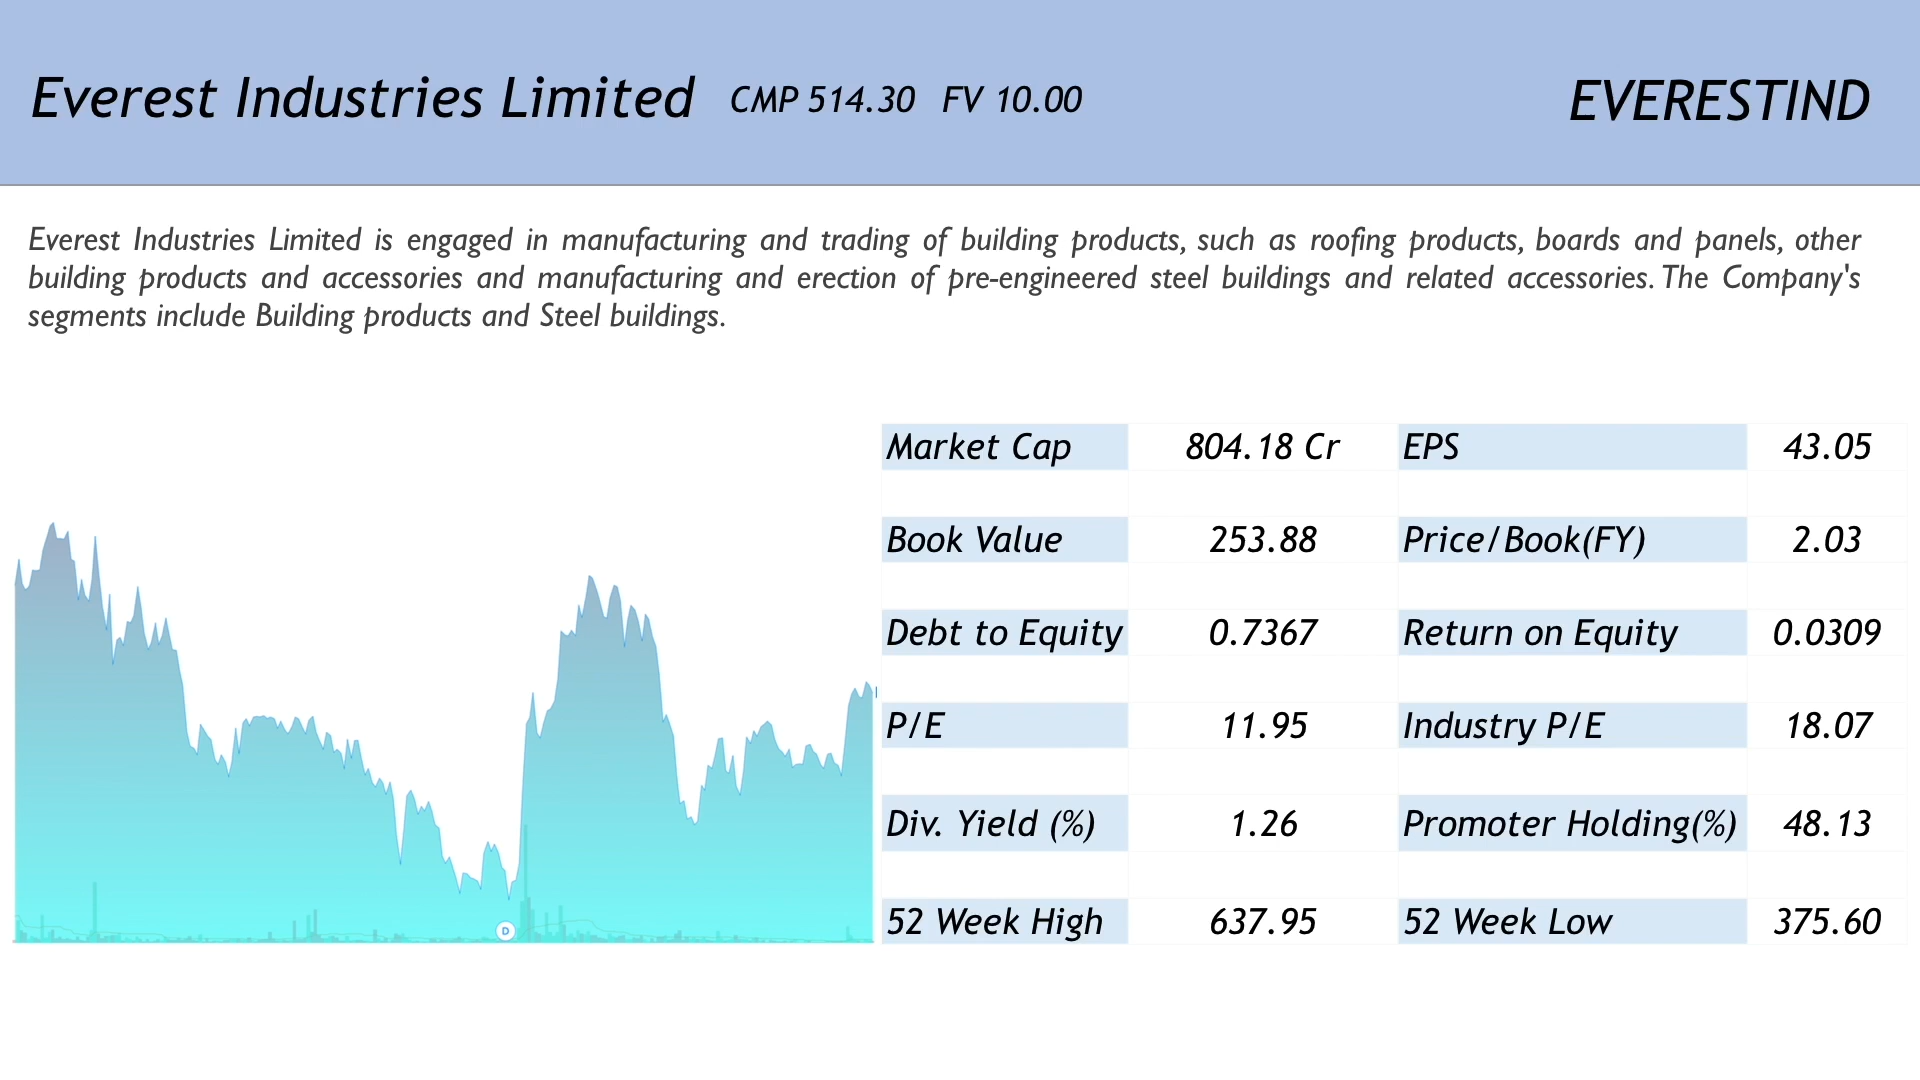 Everest Industries Limited CMP 514.30 FV 10.00 EVERESTIND
Everest Industries Limited is engaged in manufacturing and trading of building products, such as roofing products, boards and panels, other
building products and accessories and manufacturing and erection of pre-engineered steel buildings and related accessories. The Company's
segments include Building products and Steel buildings.
Market Cap 804.18 Cr EPS 43.05
Book Value 253.88 Price/Book(FY) 2.03
Debt to Equity 0.7367 Return on Equity 0.0309
P/E 11.95 Industry P/E 18.07
Div. Yield (%) 1.26 Promoter Holding(%) 48.13
52 Week High 637.95 52 Week Low 375.60
D